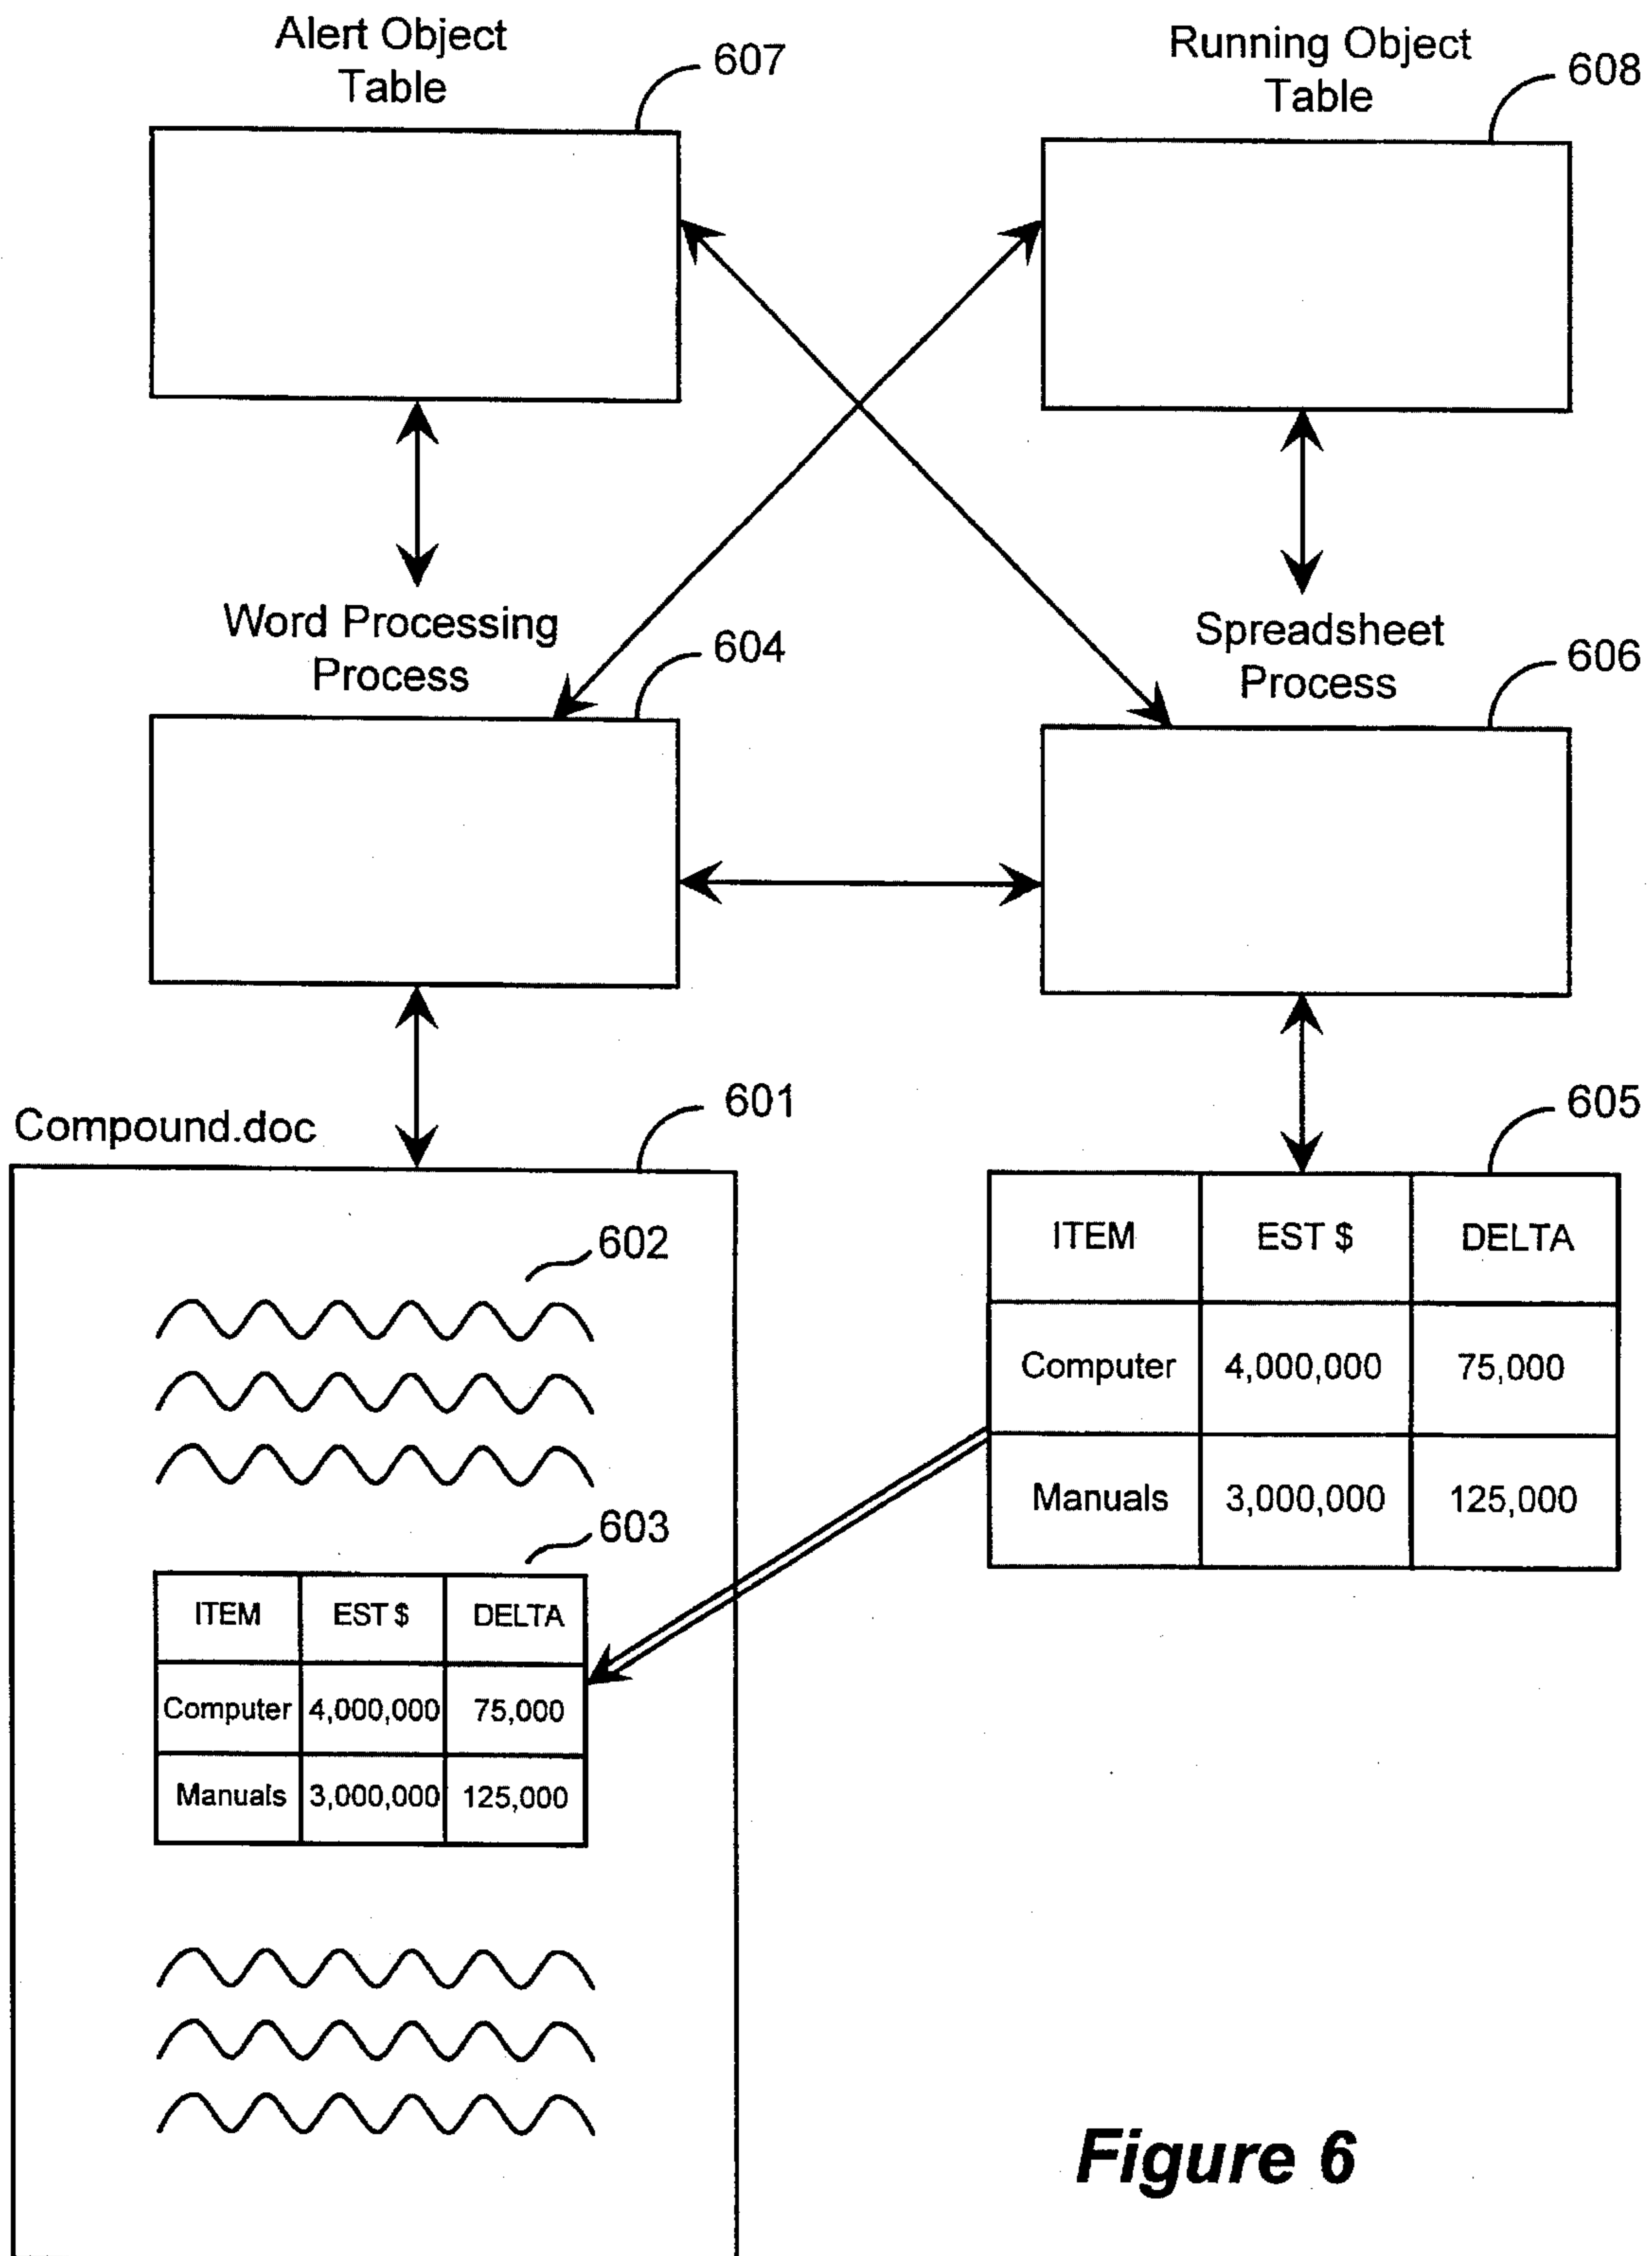 Alert Object
Table
607
Running Object
Table
608
Word Processing
Process
604
Spreadsheet
Process
606
Compound.doc
601
602
603
ITEM EST $ DELTA
Computer 4,000,000 75,000
Manuals 3,000,000 125,000
605
ITEM EST $ DELTA
Computer 4,000,000 75,000
Manuals 3,000,000 125,000
Figure 6